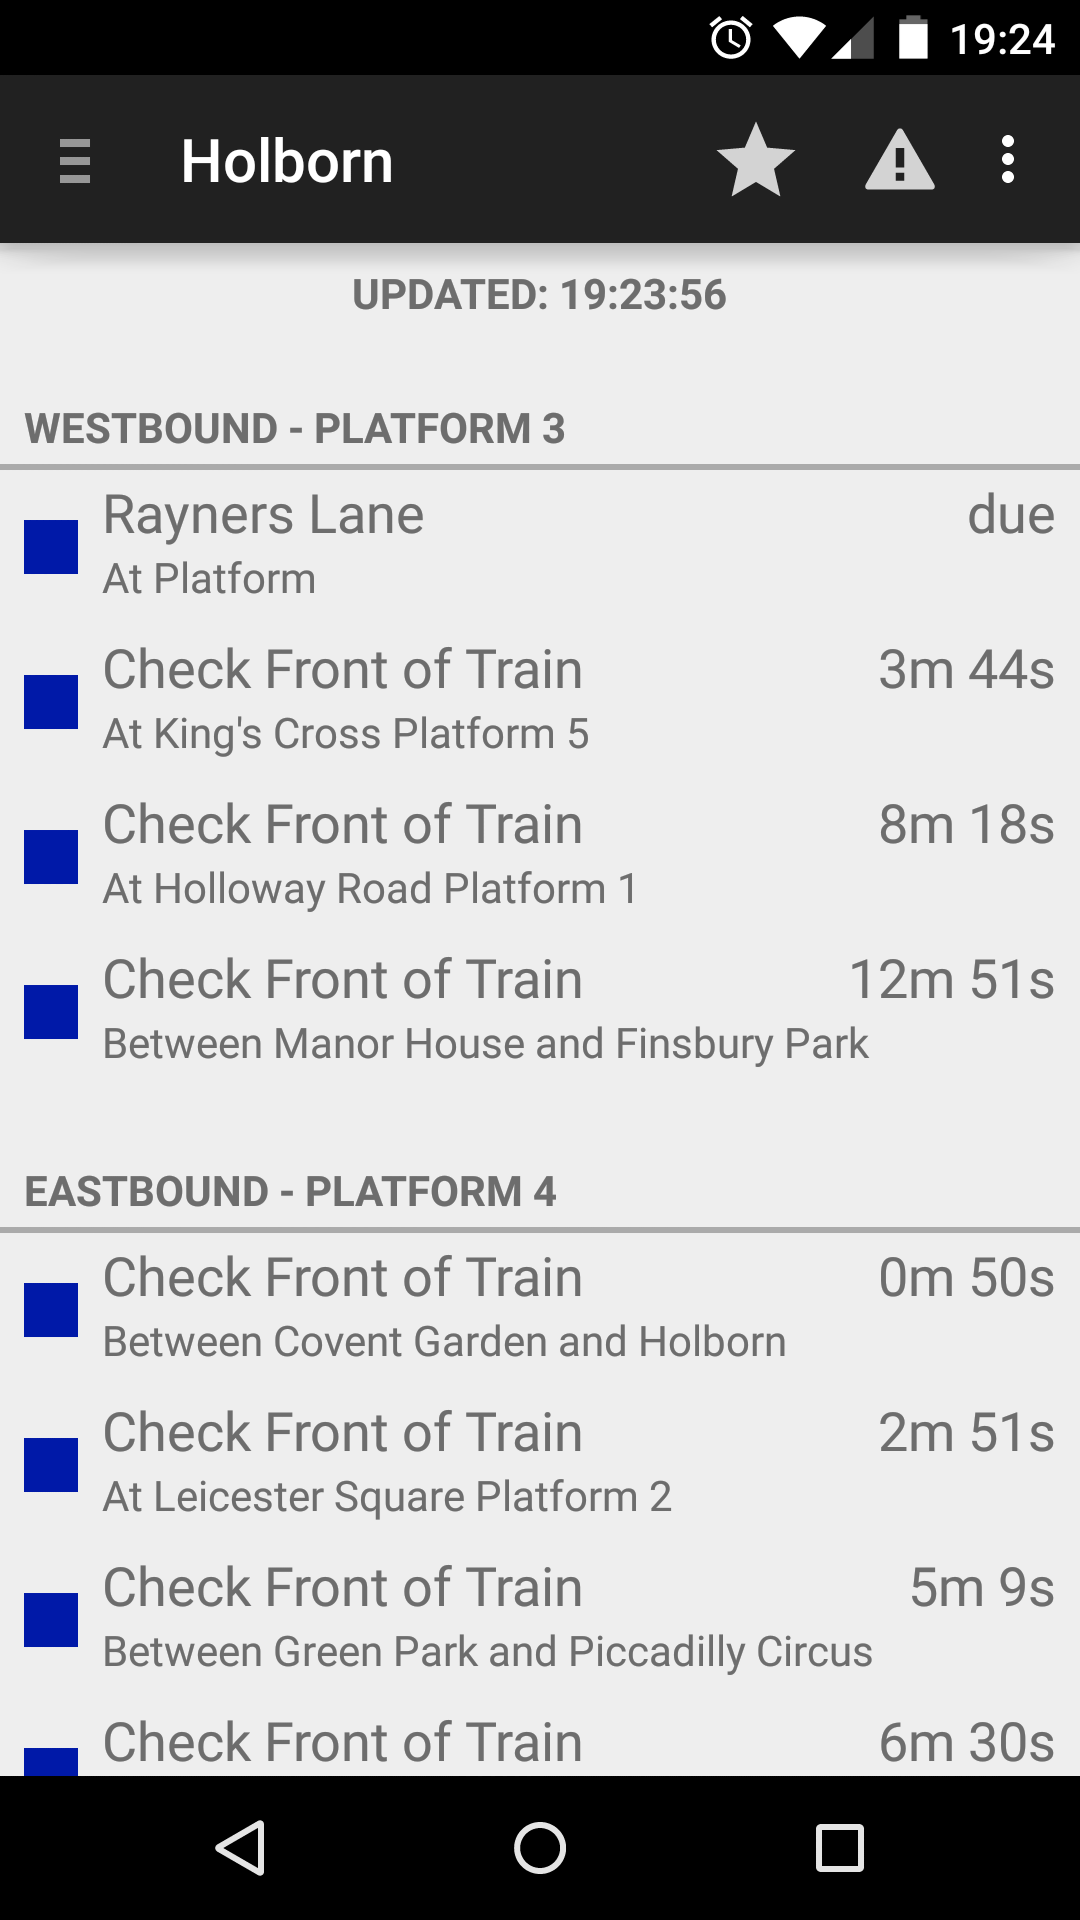 19:24
Holborn
UPDATED: 19:23:56
WESTBOUND - PLATFORM 3
Rayners Lane due
At Platform
Check Front of Train 3m 44s
At King's Cross Platform 5
Check Front of Train 8m 18s
At Holloway Road Platform 1
Check Front of Train 12m 51s
Between Manor House and Finsbury Park
EASTBOUND - PLATFORM 4
Check Front of Train 0m 50s
Between Covent Garden and Holborn
Check Front of Train 2m 51s
At Leicester Square Platform 2
Check Front of Train 5m 9s
Between Green Park and Piccadilly Circus
Check Front of Train 6m 30s